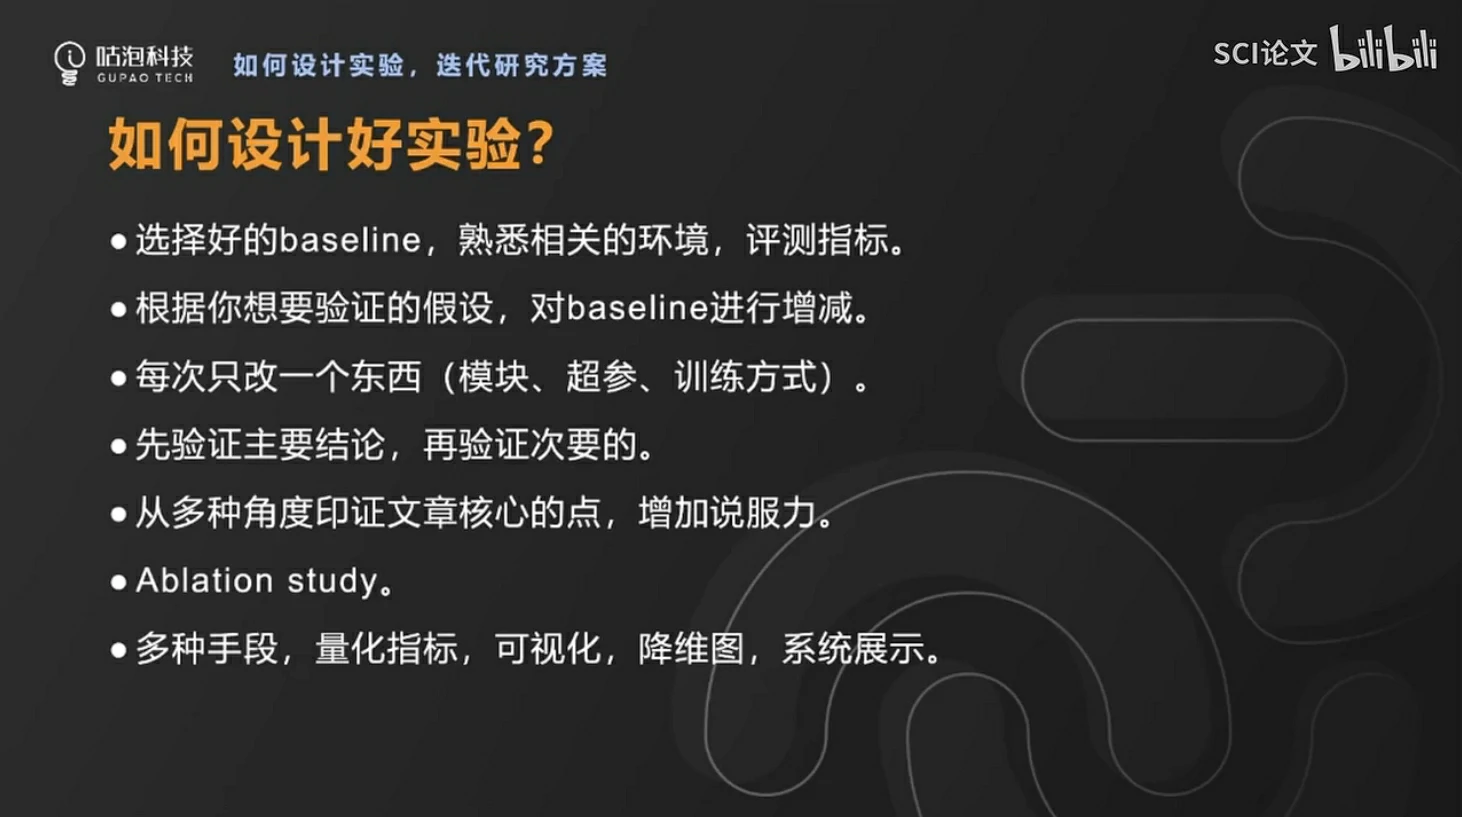 咕泡科技
GUPAO TECH
如何设计实验，迭代研究方案
SCI论文 bilibili
如何设计好实验？
●选择好的baseline，熟悉相关的环境，评测指标。
●根据你想要验证的假设，对baseline进行增减。
●每次只改一个东西（模块、超参、训练方式）。
●先验证主要结论，再验证次要的。
●从多种角度印证文章核心的点，增加说服力。
●Ablation study。
●多种手段，量化指标，可视化，降维图，系统展示。